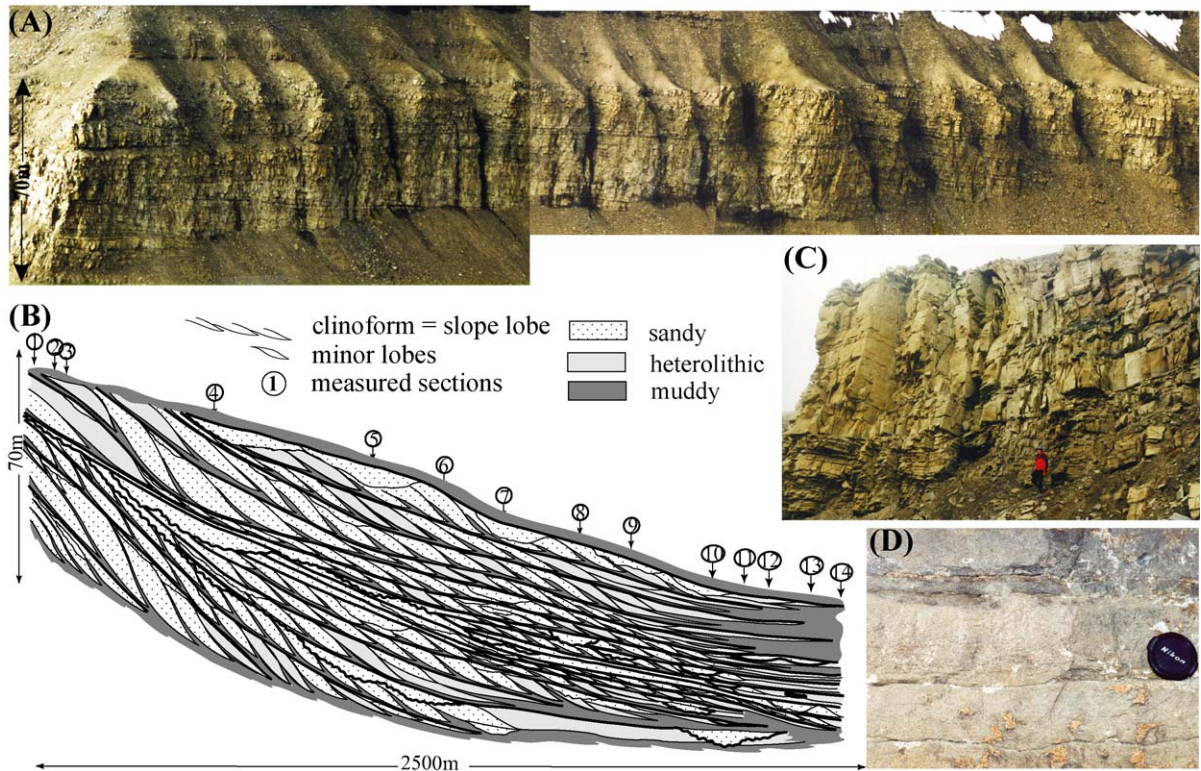 (A)
70m
(B)
clinoform = slope lobe
minor lobes
① measured sections
sandy
heterolithic
muddy
(C)
1 2 3
4
5
6
7
8
9
10 11 12 13 14
70m
2500m
(D)
Nikon